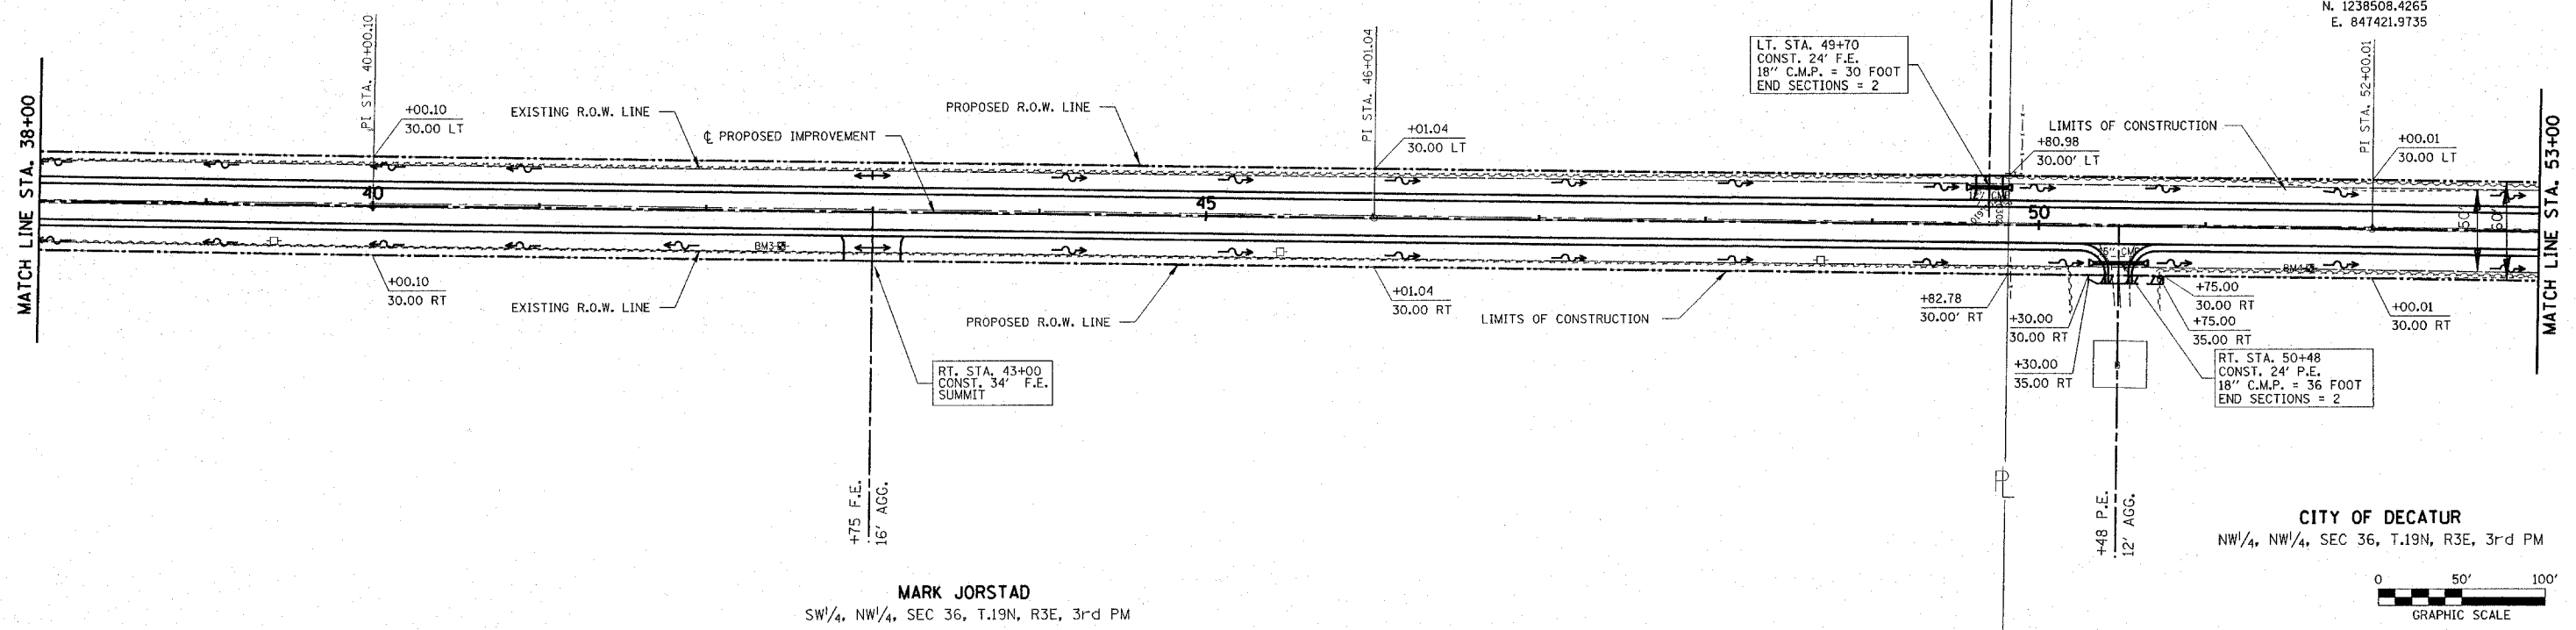 N. 1238508.4265
E. 847421.9735
MATCH LINE STA. 38+00
PI STA. 40+00.10
+00.10
30.00 LT
EXISTING R.O.W. LINE
℄ PROPOSED IMPROVEMENT
PROPOSED R.O.W. LINE
PI STA. 46+01.04
+01.04
30.00 LT
LT. STA. 49+70
CONST. 24' F.E.
18" C.M.P. = 30 FOOT
END SECTIONS = 2
LIMITS OF CONSTRUCTION
+80.98
30.00' LT
PI STA. 52+00.01
+00.01
30.00 LT
MATCH LINE STA. 53+00
40
45
50
50'
60'
BM3
+00.10
30.00 RT
EXISTING R.O.W. LINE
PROPOSED R.O.W. LINE
+01.04
30.00 RT
LIMITS OF CONSTRUCTION
+82.78
30.00' RT
+30.00
30.00 RT
+30.00
35.00 RT
+75.00
30.00 RT
+75.00
35.00 RT
+00.01
30.00 RT
RT. STA. 43+00
CONST. 34' F.E.
SUMMIT
RT. STA. 50+48
CONST. 24' P.E.
18" C.M.P. = 36 FOOT
END SECTIONS = 2
+75 F.E.
16' AGG.
PL
+48 P.E.
12' AGG.
CITY OF DECATUR
NW1/4, NW1/4, SEC 36, T.19N, R3E, 3rd PM
MARK JORSTAD
SW1/4, NW1/4, SEC 36, T.19N, R3E, 3rd PM
0 50' 100'
GRAPHIC SCALE